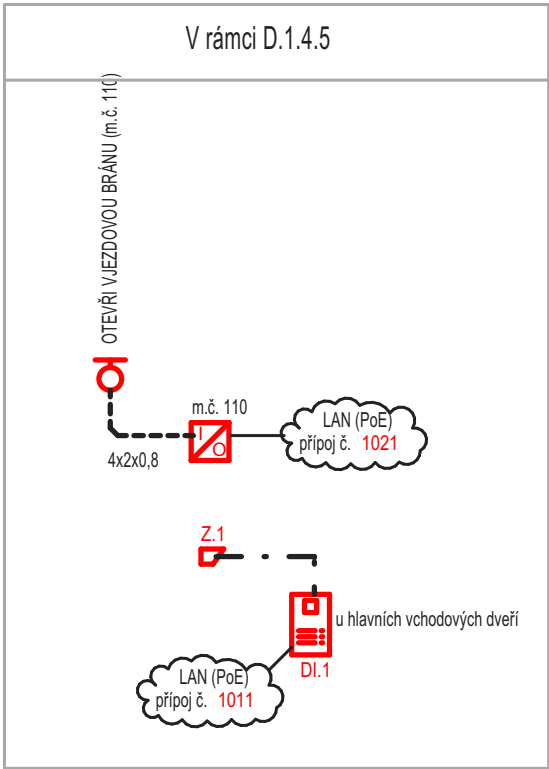 V rámci D.1.4.5
OTEVŘI VJEZDOVOU BRÁNU (m.č. 110)
m.č. 110
I
O
LAN (PoE)
přípoj č. 1021
4x2x0,8
Z.1
u hlavních vchodových dveří
DI.1
LAN (PoE)
přípoj č. 1011